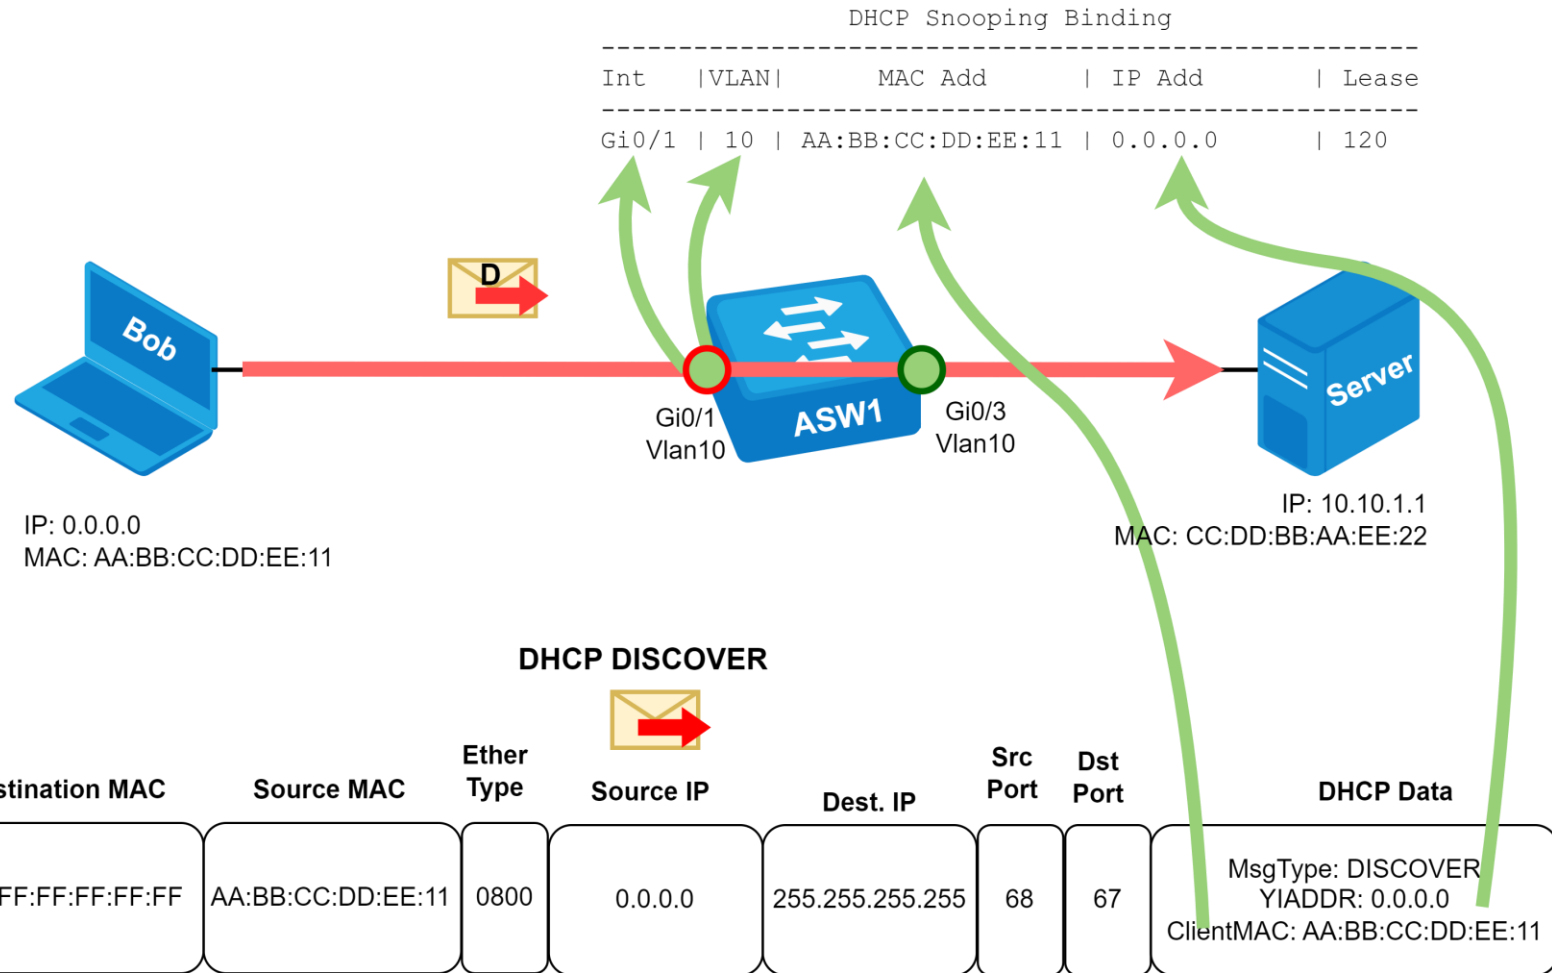 DHCP Snooping Binding
-----------------------------------------------------
Int |VLAN| MAC Add | IP Add | Lease
-----------------------------------------------------
Gi0/1 | 10 | AA:BB:CC:DD:EE:11 | 0.0.0.0 | 120
D
Bob
Server
Gi0/1
Vlan10
ASW1
Gi0/3
Vlan10
IP: 0.0.0.0
MAC: AA:BB:CC:DD:EE:11
IP: 10.10.1.1
MAC: CC:DD:BB:AA:EE:22
DHCP DISCOVER
stination MAC
Source MAC
Ether
Type
Source IP
Dest. IP
Src
Port
Dst
Port
DHCP Data
FF:FF:FF:FF:FF
AA:BB:CC:DD:EE:11
0800
0.0.0.0
255.255.255.255
68
67
MsgType: DISCOVER
YIADDR: 0.0.0.0
ClientMAC: AA:BB:CC:DD:EE:11